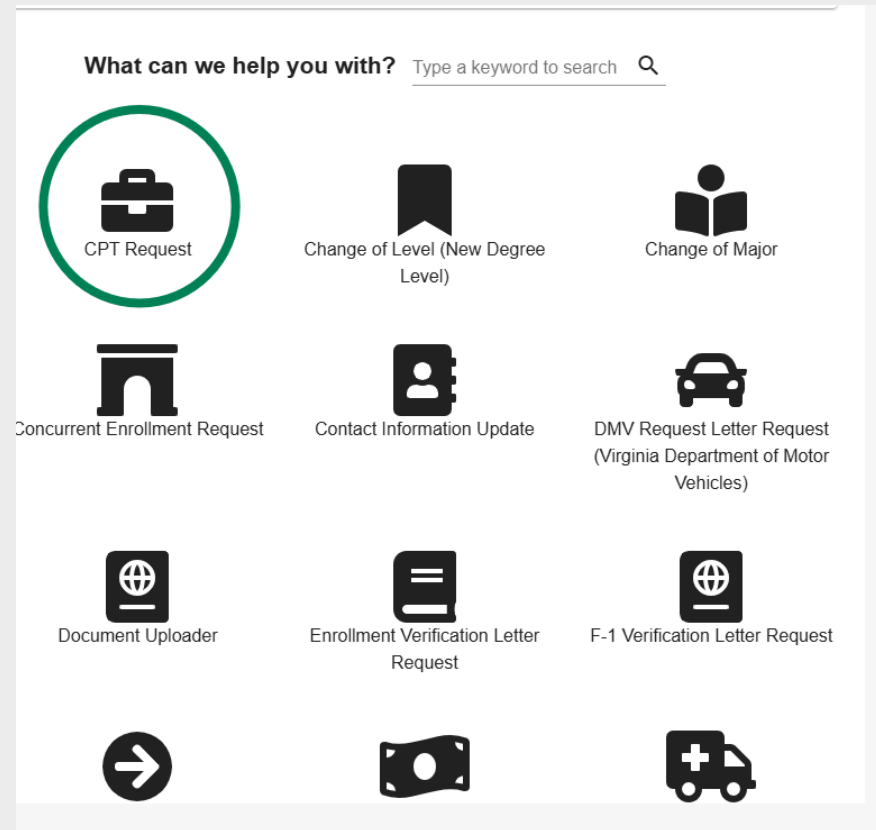 What can we help you with? Type a keyword to search
CPT Request
Change of Level (New Degree
Level)
Change of Major
Concurrent Enrollment Request
Contact Information Update
DMV Request Letter Request
(Virginia Department of Motor
Vehicles)
Document Uploader
Enrollment Verification Letter
Request
F-1 Verification Letter Request